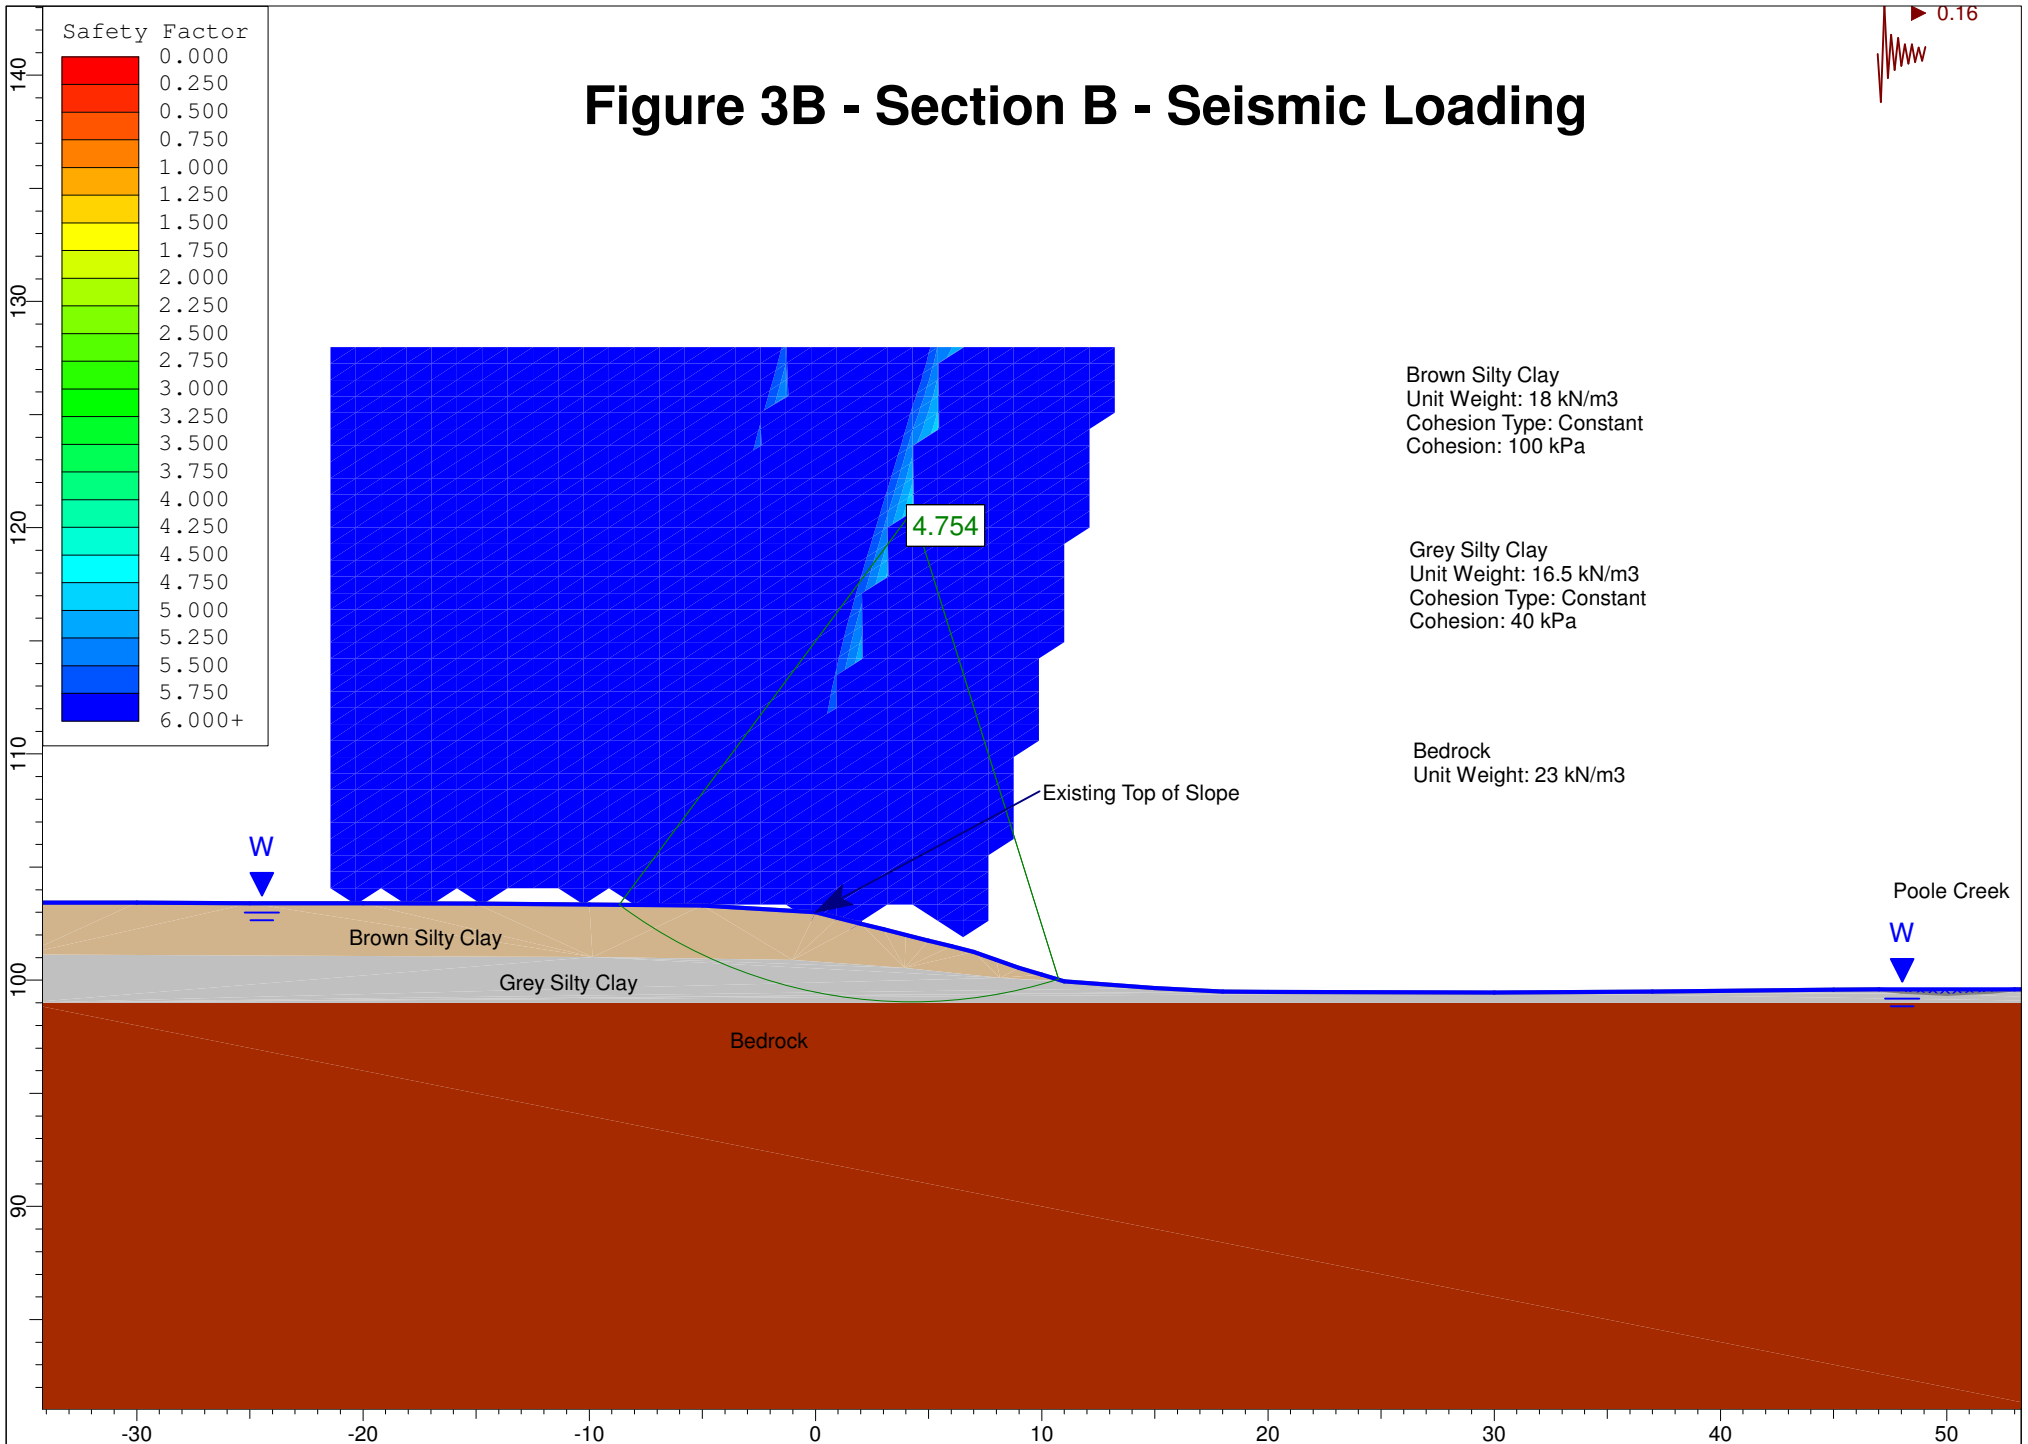 Safety Factor
0.000
0.250
0.500
0.750
1.000
1.250
1.500
1.750
2.000
2.250
2.500
2.750
3.000
3.250
3.500
3.750
4.000
4.250
4.500
4.750
5.000
5.250
5.500
5.750
6.000+
0.16
Figure 3B - Section B - Seismic Loading
Brown Silty Clay
Unit Weight: 18 kN/m3
Cohesion Type: Constant
Cohesion: 100 kPa
4.754
Grey Silty Clay
Unit Weight: 16.5 kN/m3
Cohesion Type: Constant
Cohesion: 40 kPa
Bedrock
Unit Weight: 23 kN/m3
Existing Top of Slope
W
Poole Creek
W
Brown Silty Clay
Grey Silty Clay
Bedrock
140
130
120
110
100
90
-30
-20
-10
0
10
20
30
40
50